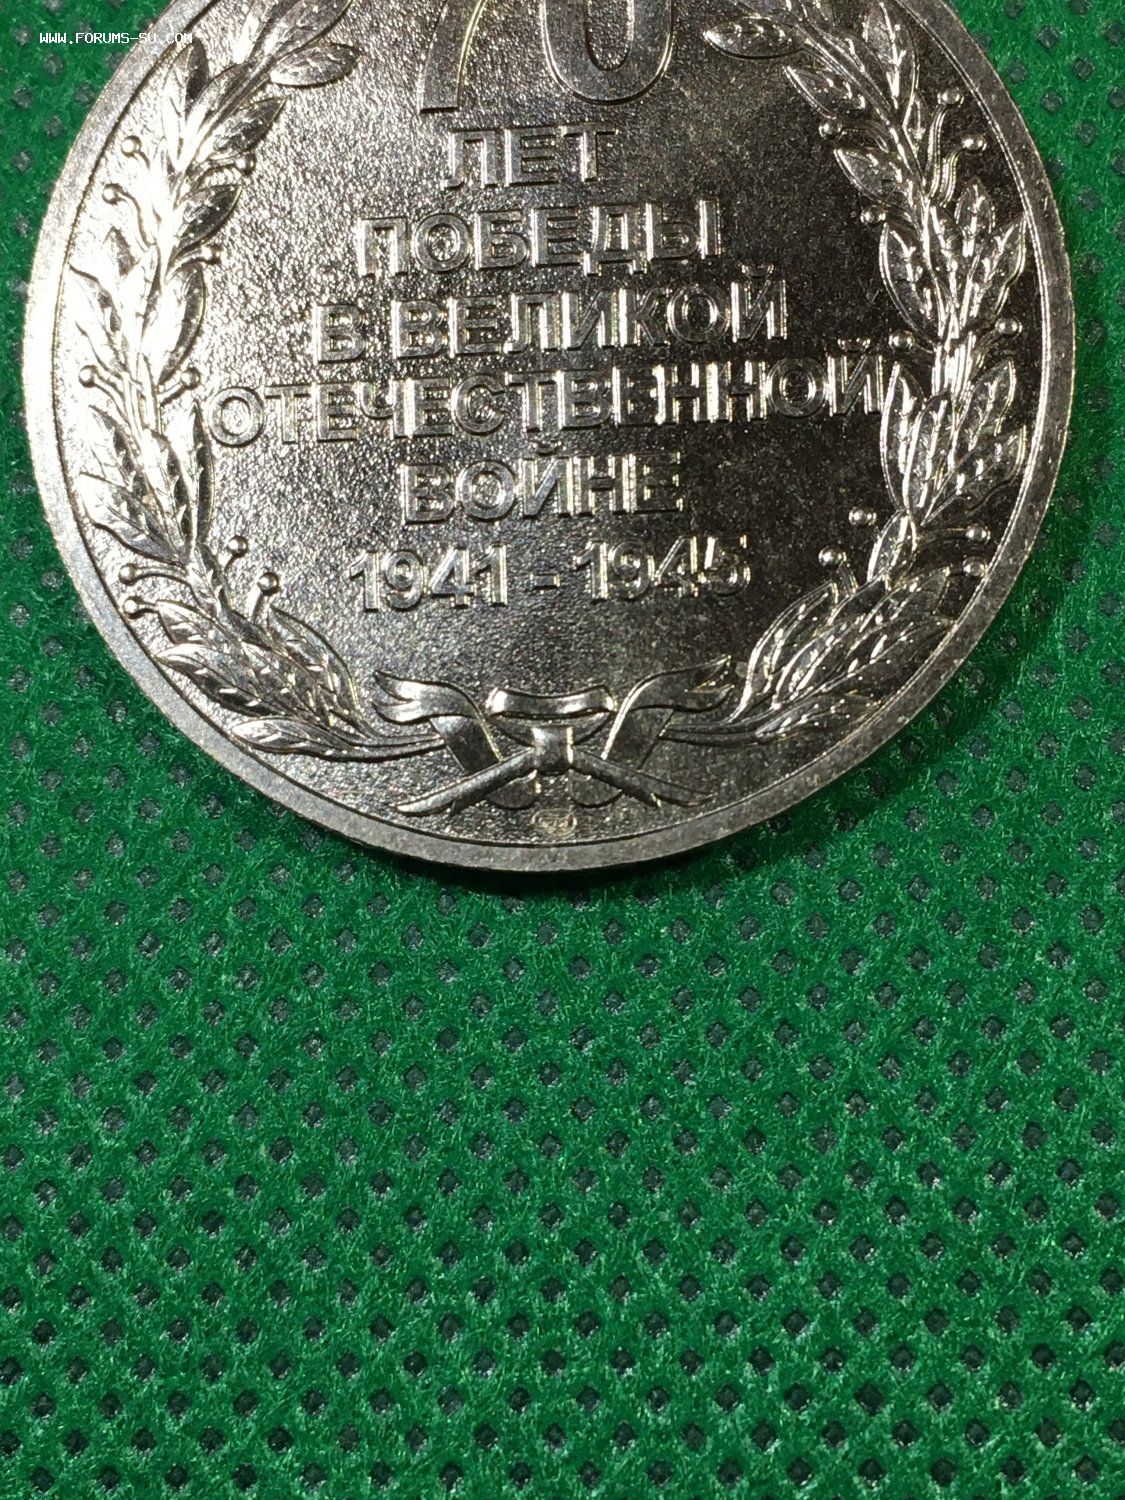 WWW.FORUMS-SU.COM
70
ЛЕТ
ПОБЕДЫ
В ВЕЛИКОЙ
ОТЕЧЕСТВЕННОЙ
ВОЙНЕ
1941 - 1945